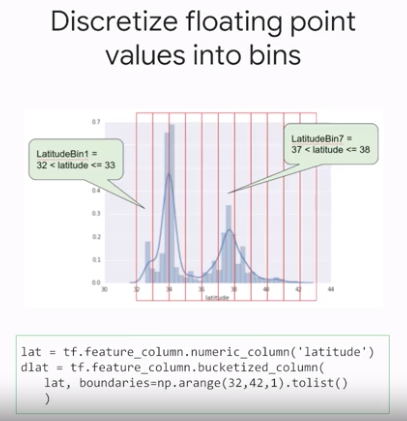 Discretize floating point
values into bins
LatitudeBin1 =
32 < latitude <= 33
LatitudeBin7 =
37 < latitude <= 38
0.7
0.4
0.3
0.2
0.1
0.0
30
32
34
36
38
40
42
44
latitude
lat = tf.feature_column.numeric_column('latitude')
dlat = tf.feature_column.bucketized_column(
lat, boundaries=np.arange(32,42,1).tolist()
)